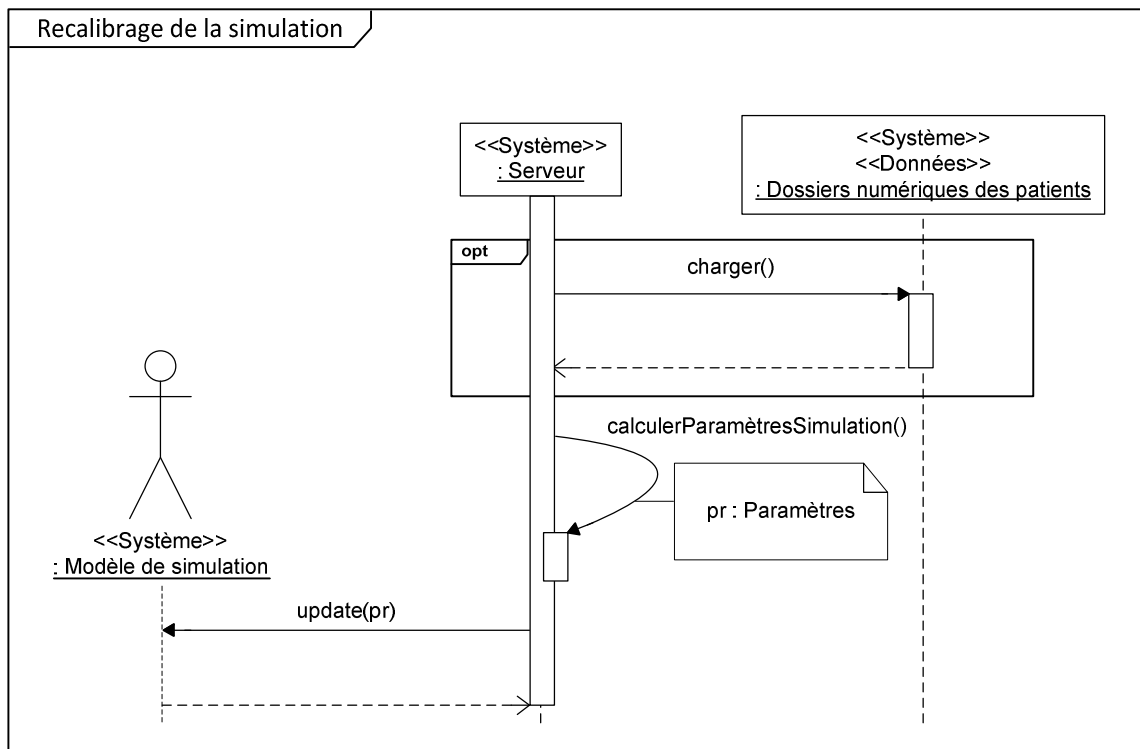 Recalibrage de la simulation
<<Système>>
: Serveur
<<Système>>
<<Données>>
: Dossiers numériques des patients
opt
charger()
calculerParamètresSimulation()
pr : Paramètres
<<Système>>
: Modèle de simulation
update(pr)